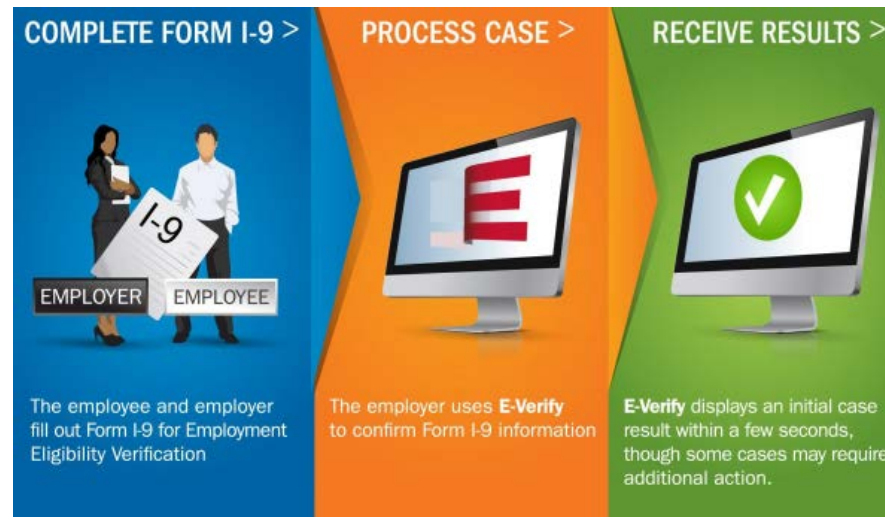 COMPLETE FORM I-9 >
I-9
EMPLOYER
EMPLOYEE
The employee and employer
fill out Form I-9 for Employment
Eligibility Verification
PROCESS CASE >
E
The employer uses E-Verify
to confirm Form I-9 information
RECEIVE RESULTS >
E-Verify displays an initial case
result within a few seconds,
though some cases may require
additional action.